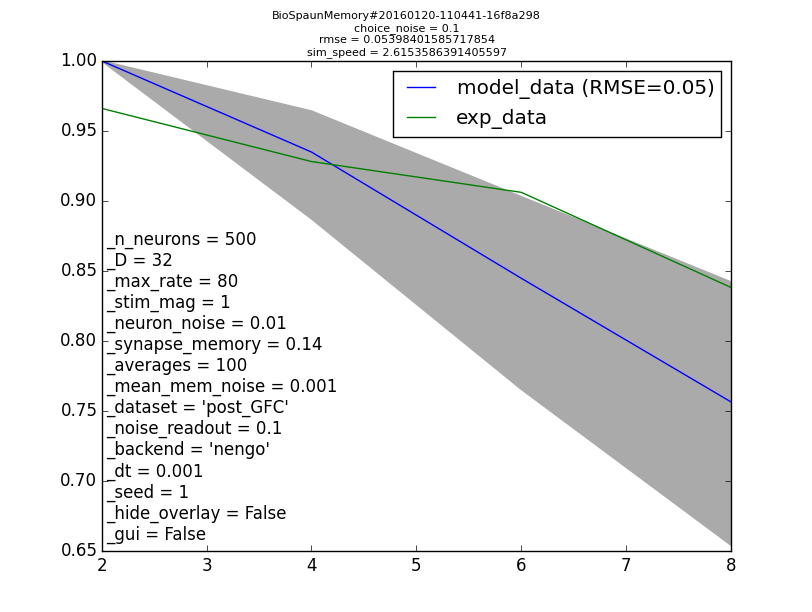 BioSpaunMemory#20160120-110441-16f8a298
choice_noise = 0.1
rmse = 0.05398401585717854
sim_speed = 2.6153586391405597
1.00
0.95
0.90
0.85
0.80
0.75
0.70
0.65
model_data (RMSE=0.05)
exp_data
_n_neurons = 500
_D = 32
_max_rate = 80
_stim_mag = 1
_neuron_noise = 0.01
_synapse_memory = 0.14
_averages = 100
_mean_mem_noise = 0.001
_dataset = 'post_GFC'
_noise_readout = 0.1
_backend = 'nengo'
_dt = 0.001
_seed = 1
_hide_overlay = False
_gui = False
2 3 4 5 6 7 8